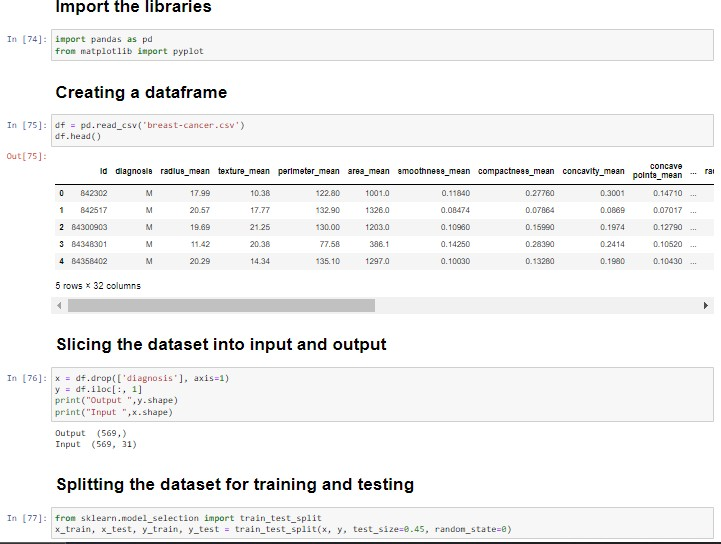 Import the libraries
In [74]: import pandas as pd
from matplotlib import pyplot
Creating a dataframe
In [75]: df = pd.read_csv('breast-cancer.csv')
df.head()
Out[75]:
id diagnosis radius_mean texture_mean perimeter_mean area_mean smoothness_mean compactness_mean concavity_mean concave points_mean ... ra
0 842302 M 17.99 10.38 122.80 1001.0 0.11840 0.27760 0.3001 0.14710 ...
1 842517 M 20.57 17.77 132.90 1326.0 0.08474 0.07864 0.0869 0.07017 ...
2 84300903 M 19.69 21.25 130.00 1203.0 0.10960 0.15990 0.1974 0.12790 ...
3 84348301 M 11.42 20.38 77.58 386.1 0.14250 0.28390 0.2414 0.10520 ...
4 84358402 M 20.29 14.34 135.10 1297.0 0.10030 0.13280 0.1980 0.10430 ...
5 rows × 32 columns
Slicing the dataset into input and output
In [76]: x = df.drop(['diagnosis'], axis=1)
y = df.iloc[:, 1]
print("Output ",y.shape)
print("Input ",x.shape)
Output  (569,)
Input  (569, 31)
Splitting the dataset for training and testing
In [77]: from sklearn.model_selection import train_test_split
x_train, x_test, y_train, y_test = train_test_split(x, y, test_size=0.45, random_state=0)